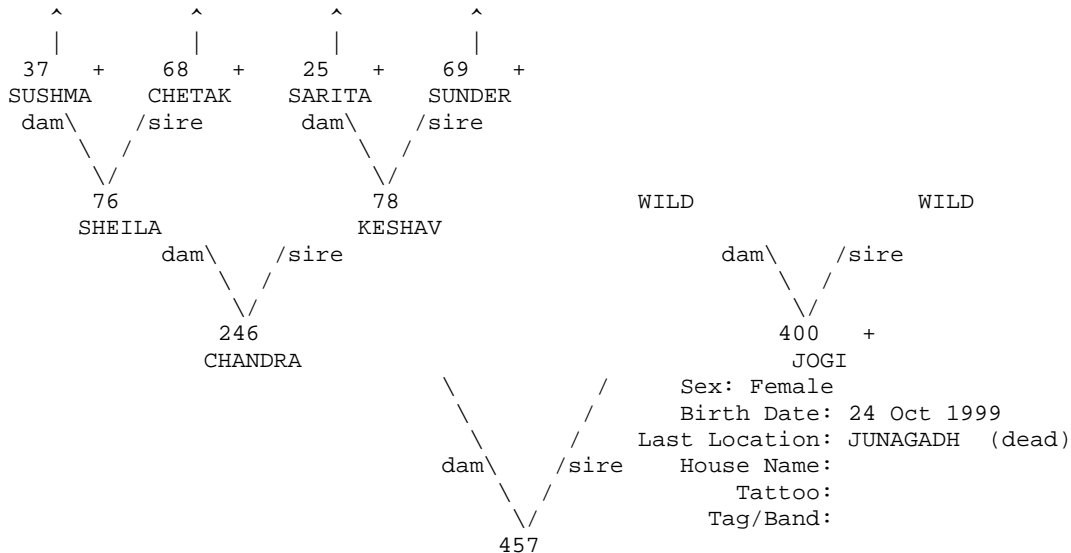 ^ ^ ^ ^
| | | |
37 + 68 + 25 + 69 +
SUSHMA CHETAK SARITA SUNDER
dam\ /sire dam\ /sire
\ / \ /
\/ \/
76 78 WILD WILD
SHEILA KESHAV
dam\ /sire dam\ /sire
\ / \ /
\/ \/
246 400 +
CHANDRA JOGI
\ / Sex: Female
\ / Birth Date: 24 Oct 1999
\ / Last Location: JUNAGADH (dead)
dam\ /sire House Name:
\ / Tattoo:
\/ Tag/Band:
457